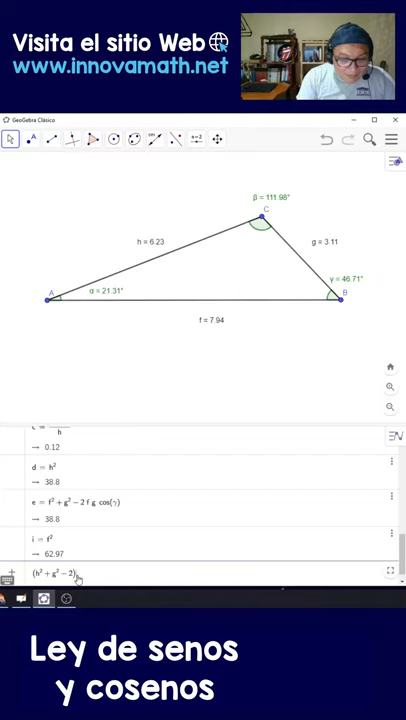 Visita el sitio Web
www.innovamath.net
GeoGebra Clásico
a=2
β = 111.98°
C
h = 6.23
g = 3.11
γ = 46.71°
A
α = 21.31°
B
f = 7.94
h
→ 0.12
d = h²
→ 38.8
e = f² + g² − 2 f g cos(γ)
→ 38.8
i = f²
→ 62.97
(h² + g² − 2)
Ley de senos
y cosenos